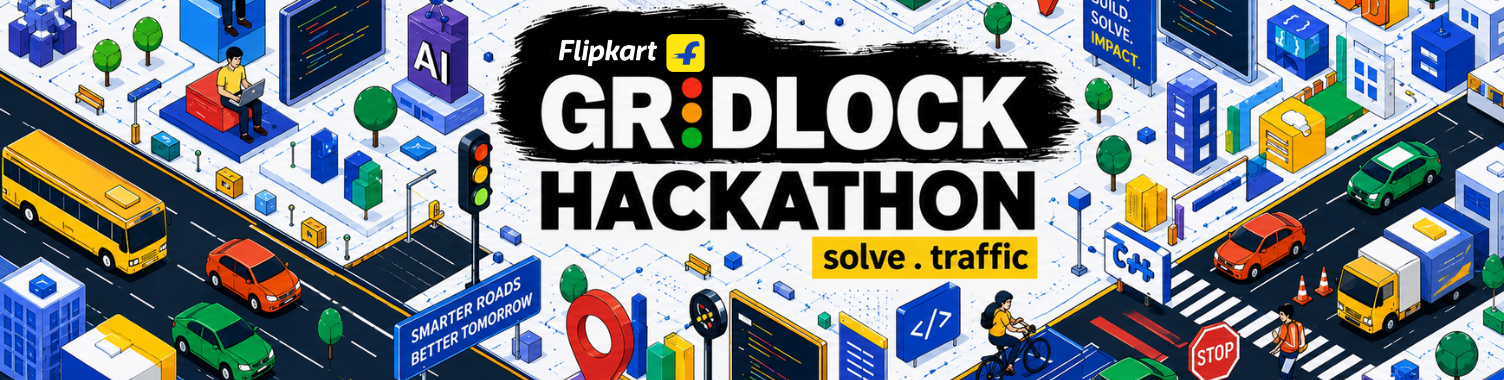 Flipkart
GRIDLOCK
HACKATHON
solve . traffic
AI
BUILD.
SOLVE.
IMPACT.
SMARTER ROADS
BETTER TOMORROW
</>
C++
STOP